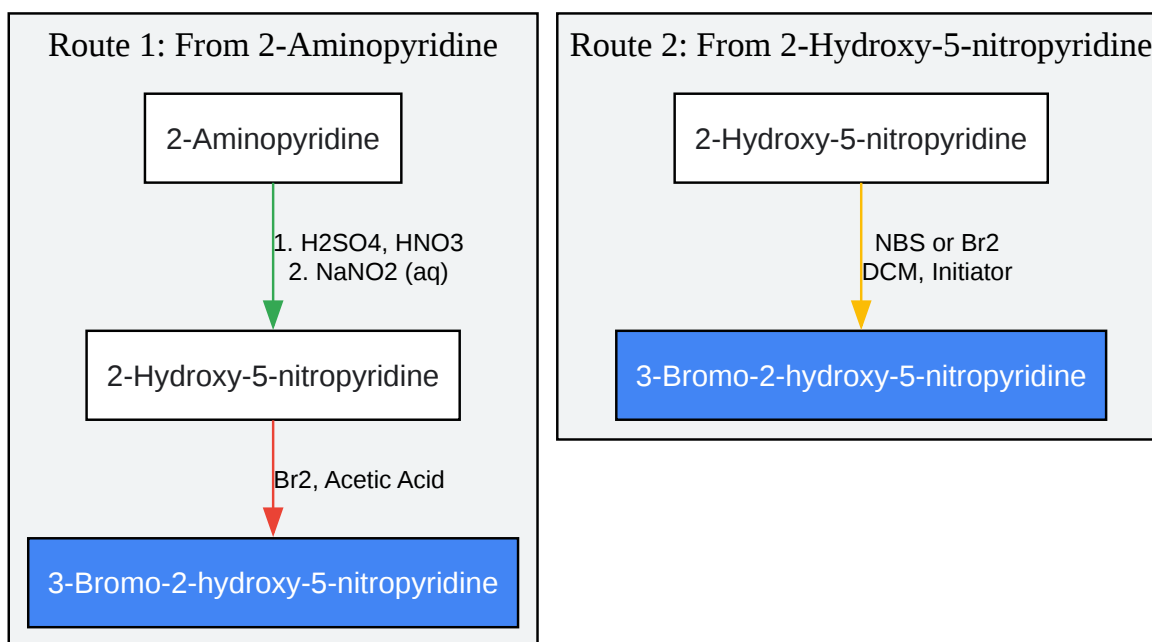 Route 1: From 2-Aminopyridine
2-Aminopyridine
1. H2SO4, HNO3
2. NaNO2 (aq)
2-Hydroxy-5-nitropyridine
Br2, Acetic Acid
3-Bromo-2-hydroxy-5-nitropyridine
Route 2: From 2-Hydroxy-5-nitropyridine
2-Hydroxy-5-nitropyridine
NBS or Br2
DCM, Initiator
3-Bromo-2-hydroxy-5-nitropyridine